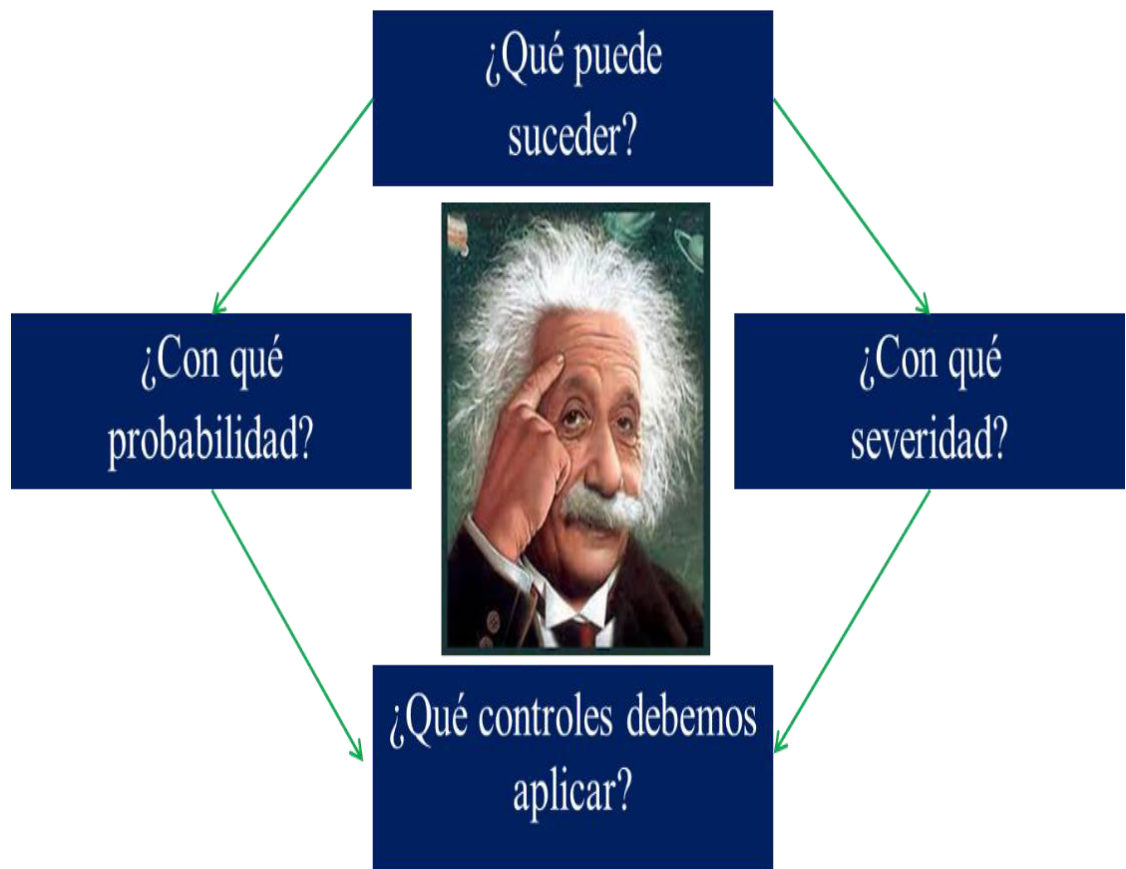 ¿Qué puede
suceder?
¿Con qué
probabilidad?
¿Con qué
severidad?
¿Qué controles debemos
aplicar?